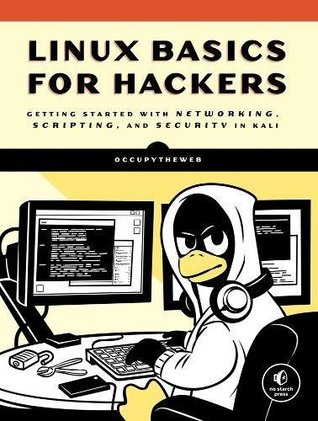 LINUX BASICS
FOR HACKERS
GETTING STARTED WITH NETWORKING,
SCRIPTING, AND SECURITY IN KALI
OCCUPYTHEWEB
no starch
press